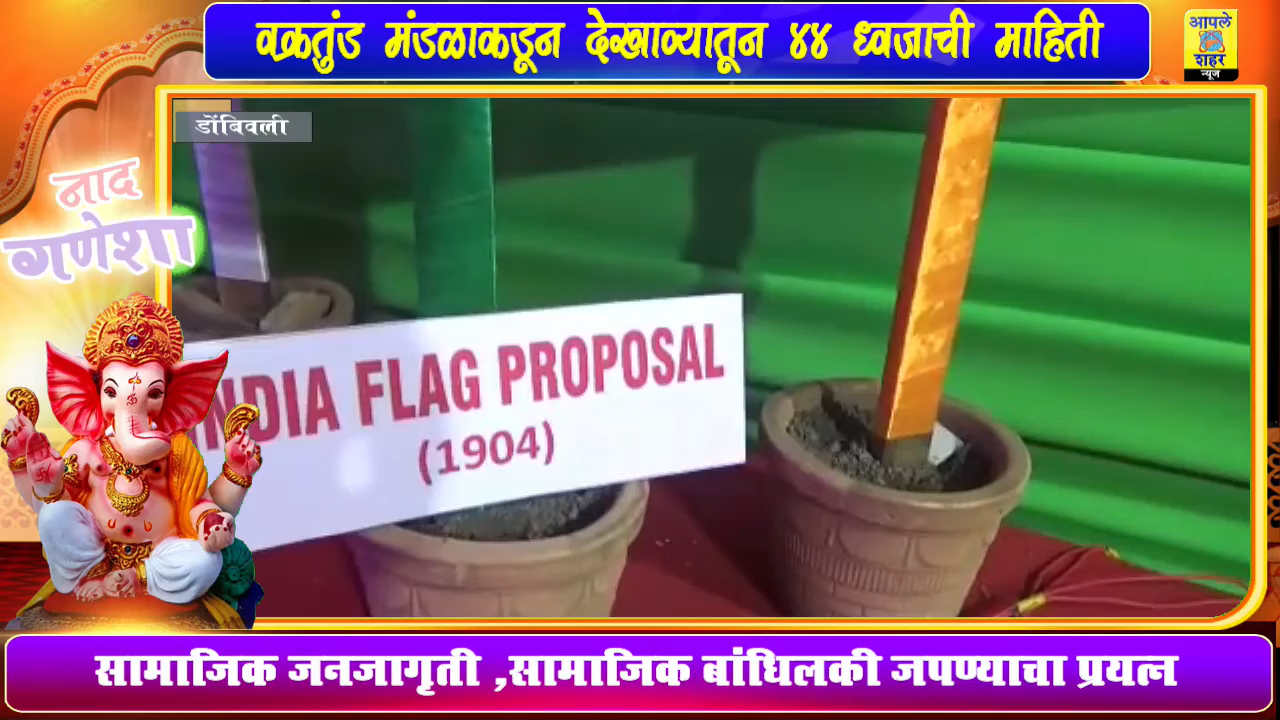 वक्रतुंड मंडळाकडून देखाव्यातून ४४ ध्वजाची माहिती
आपले
शहर
न्यूज
डोंबिवली
नाद
गणेशा
INDIA FLAG PROPOSAL
(1904)
सामाजिक जनजागृती ,सामाजिक बांधिलकी जपण्याचा प्रयत्न